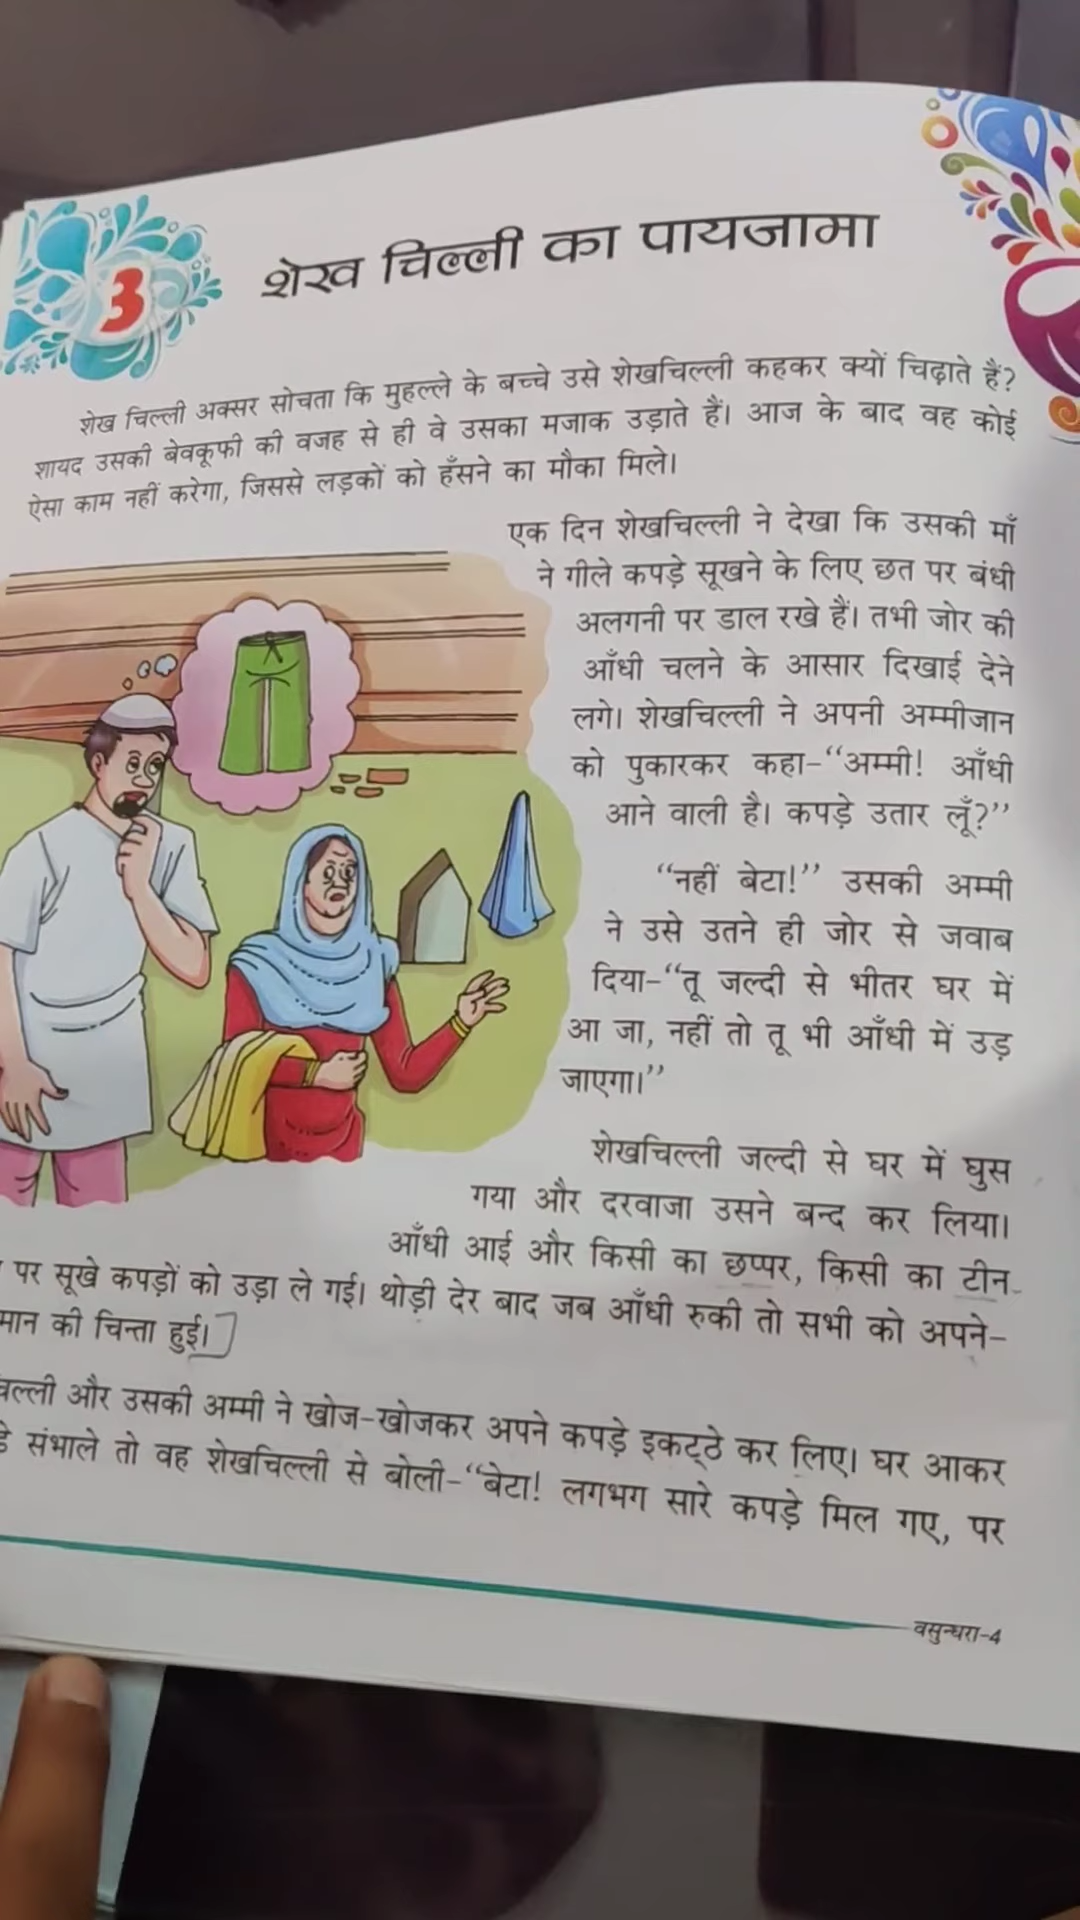 3
शेख चिल्ली का पायजामा
शेख चिल्ली अक्सर सोचता कि मुहल्ले के बच्चे उसे शेखचिल्ली कहकर क्यों चिढ़ाते हैं?
शायद उसकी बेवकूफी की वजह से ही वे उसका मजाक उड़ाते हैं। आज के बाद वह कोई
ऐसा काम नहीं करेगा, जिससे लड़कों को हँसने का मौका मिले।
एक दिन शेखचिल्ली ने देखा कि उसकी माँ
ने गीले कपड़े सूखने के लिए छत पर बंधी
अलगनी पर डाल रखे हैं। तभी जोर की
आँधी चलने के आसार दिखाई देने
लगे। शेखचिल्ली ने अपनी अम्मीजान
को पुकारकर कहा-“अम्मी! आँधी
आने वाली है। कपड़े उतार लूँ?”
“नहीं बेटा!” उसकी अम्मी
ने उसे उतने ही जोर से जवाब
दिया-“तू जल्दी से भीतर घर में
आ जा, नहीं तो तू भी आँधी में उड़
जाएगा।”
शेखचिल्ली जल्दी से घर में घुस
गया और दरवाजा उसने बन्द कर लिया।
आँधी आई और किसी का छप्पर, किसी का टीन
पर सूखे कपड़ों को उड़ा ले गई। थोड़ी देर बाद जब आँधी रुकी तो सभी को अपने-
की चिन्ता हुई।
और उसकी अम्मी ने खोज-खोजकर अपने कपड़े इकट्ठे कर लिए। घर आकर
संभाले तो वह शेखचिल्ली से बोली-“बेटा! लगभग सारे कपड़े मिल गए, पर
वसुन्धरा-4